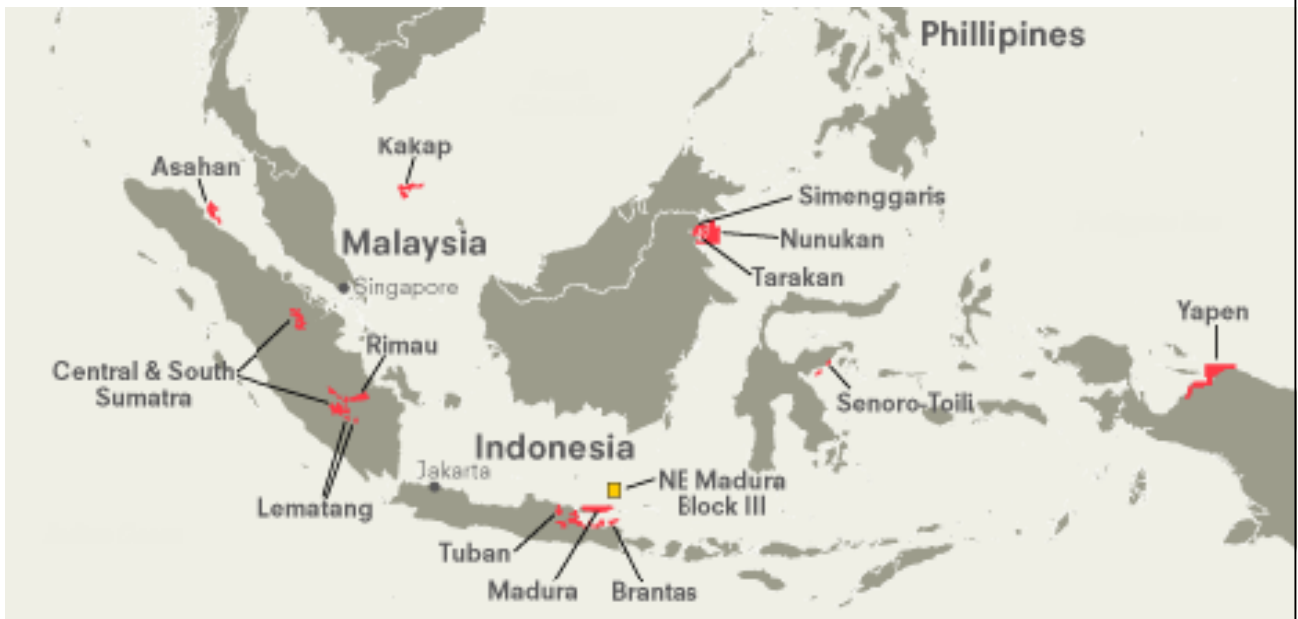 Phillipines
Kakap
Asahan
Simenggaris
Malaysia
Nunukan
Tarakan
Singapore
Yapen
Rimau
Central & South
Sumatra
Senoro-Toili
Indonesia
Jakarta
NE Madura
Block III
Lematang
Tuban
Madura
Brantas